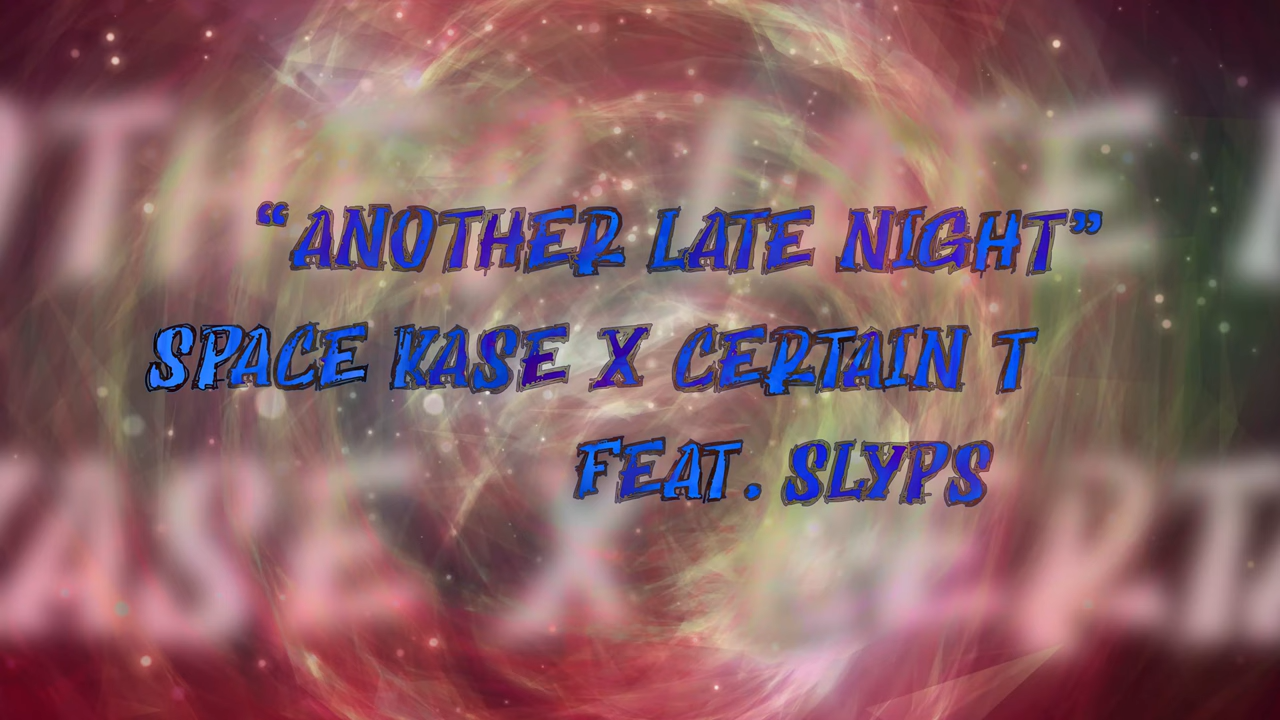 “ANOTHER LATE NIGHT”
SPACE KASE X CERTAIN T
FEAT. SLYPS